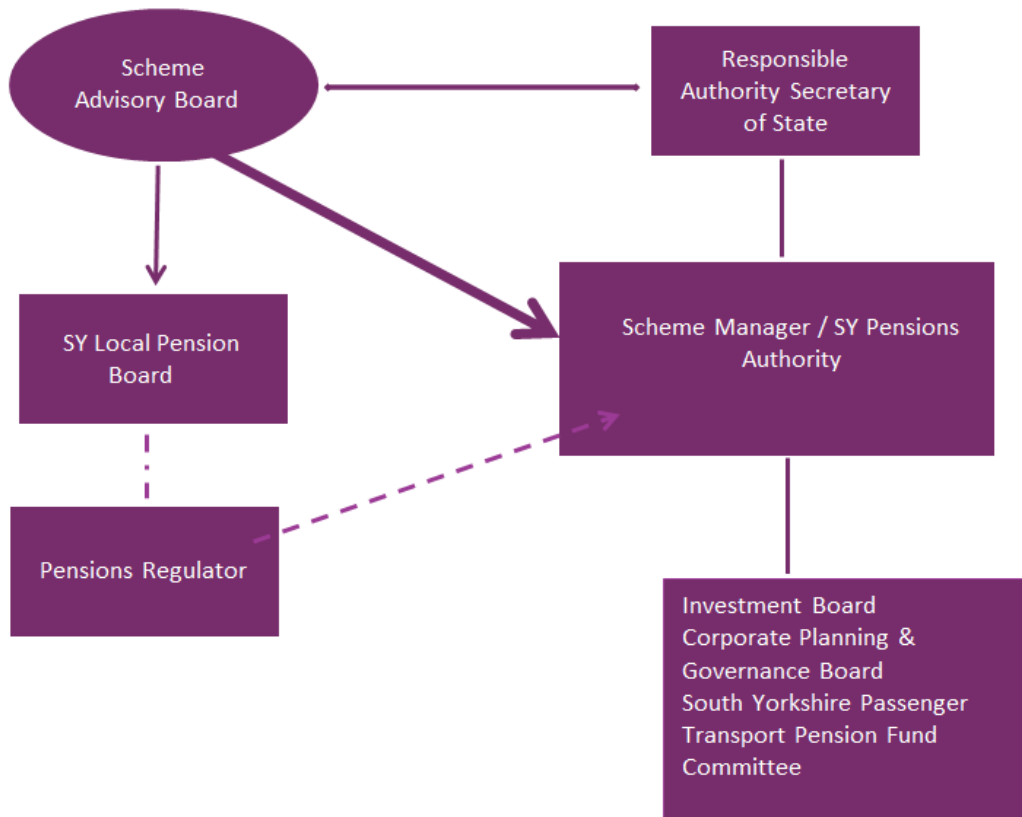 Scheme
Advisory Board
Responsible
Authority Secretary
of State
SY Local Pension
Board
Scheme Manager / SY Pensions
Authority
Pensions Regulator
Investment Board
Corporate Planning &
Governance Board
South Yorkshire Passenger
Transport Pension Fund
Committee